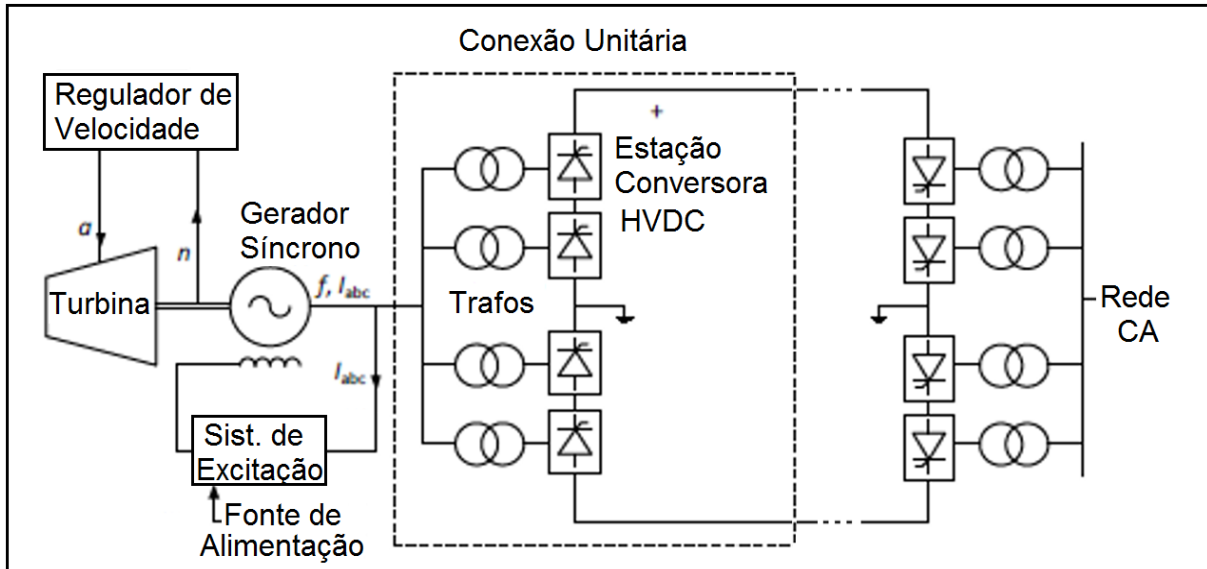 Conexão Unitária
Regulador de
Velocidade
+
Estação
Conversora
HVDC
Gerador
Síncrono
a
n
f, Iabc
Turbina
Trafos
Rede
CA
Iabc
Sist. de
Excitação
Fonte de
Alimentação